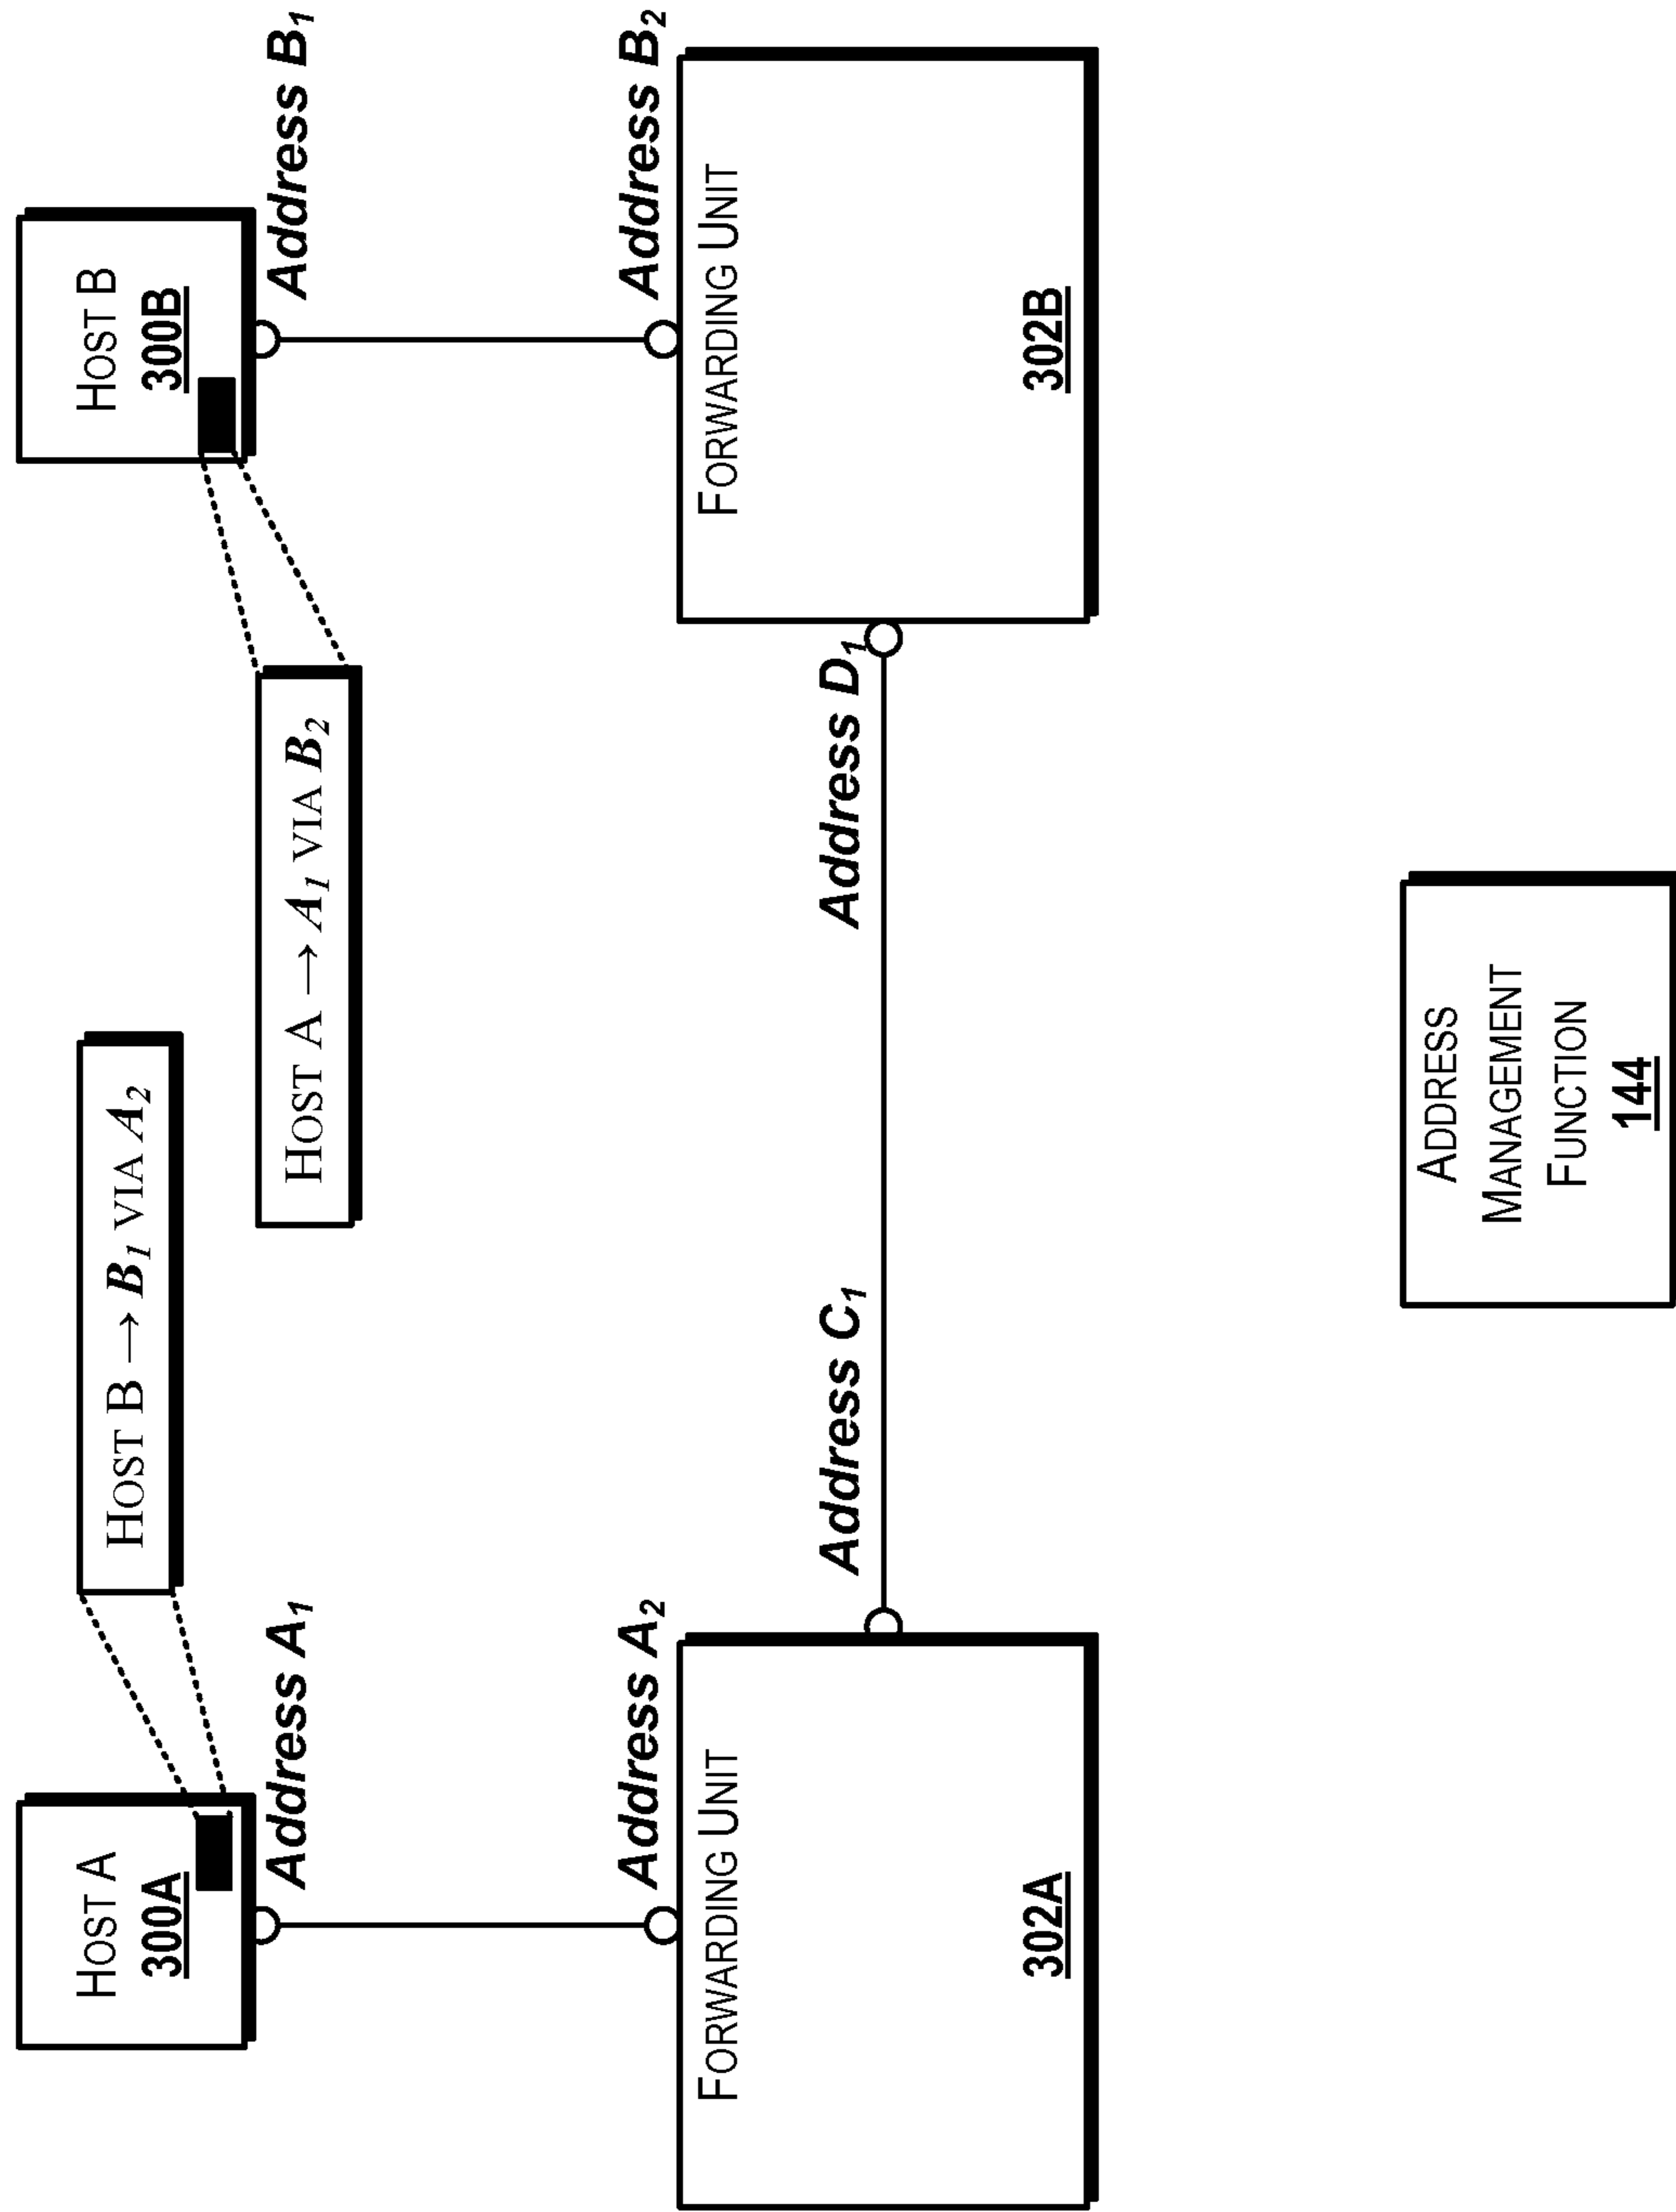 HOST A
300A
HOST B → B₁ VIA A₂
HOST B
300B
Address A₁
HOST A → A₁ VIA B₂
Address B₁
Address A₂
Address B₂
FORWARDING UNIT
302A
Address C₁
Address D₁
FORWARDING UNIT
302B
ADDRESS
MANAGEMENT
FUNCTION
144